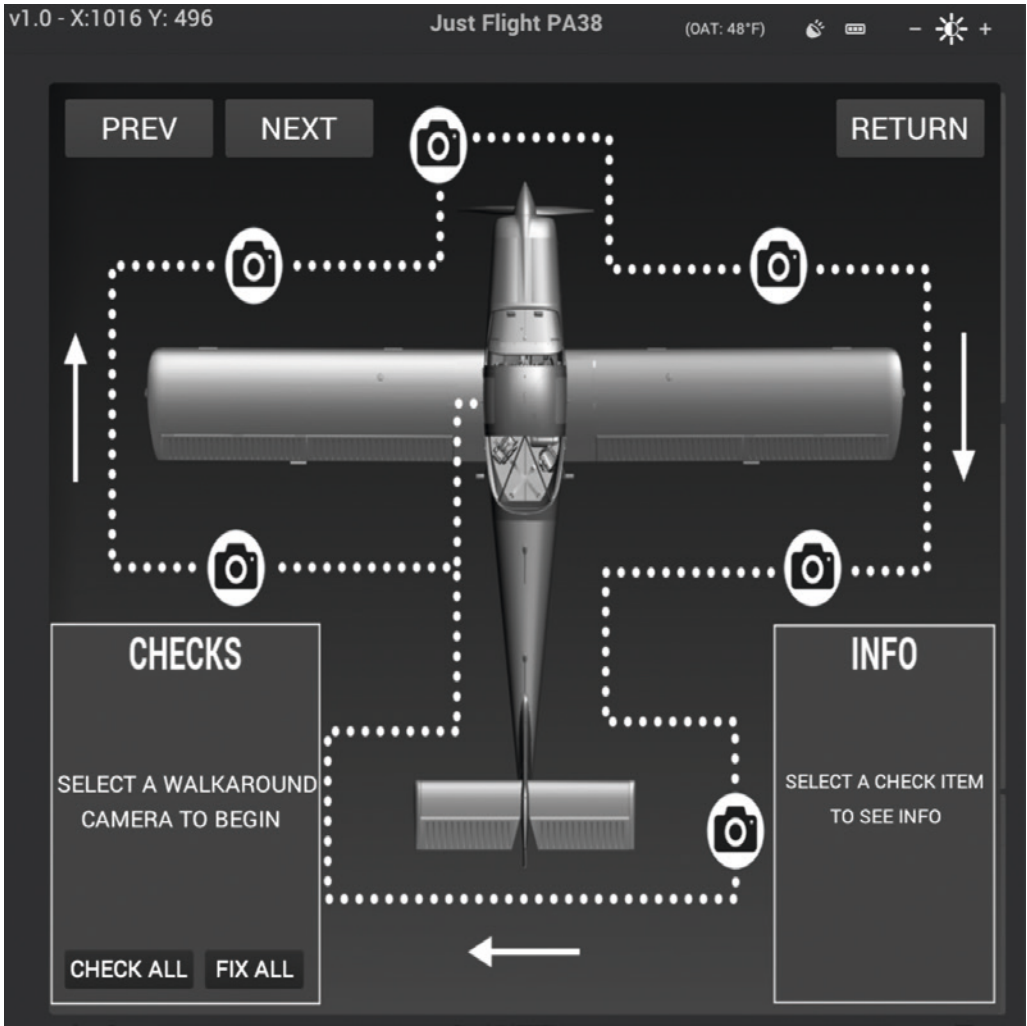 v1.0 - X:1016 Y: 496
Just Flight PA38
(OAT: 48°F)
- +
PREV
NEXT
RETURN
CHECKS
SELECT A WALKAROUND
CAMERA TO BEGIN
CHECK ALL
FIX ALL
INFO
SELECT A CHECK ITEM
TO SEE INFO